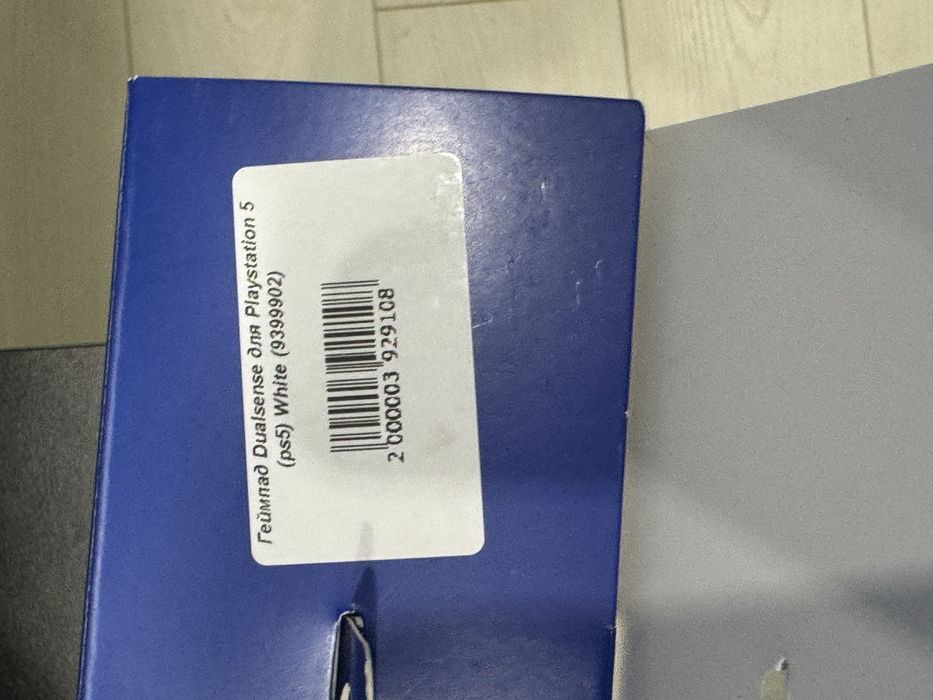 Геймпад Dualsense для Playstation 5
(ps5) White (9399902)
2 000003 929108